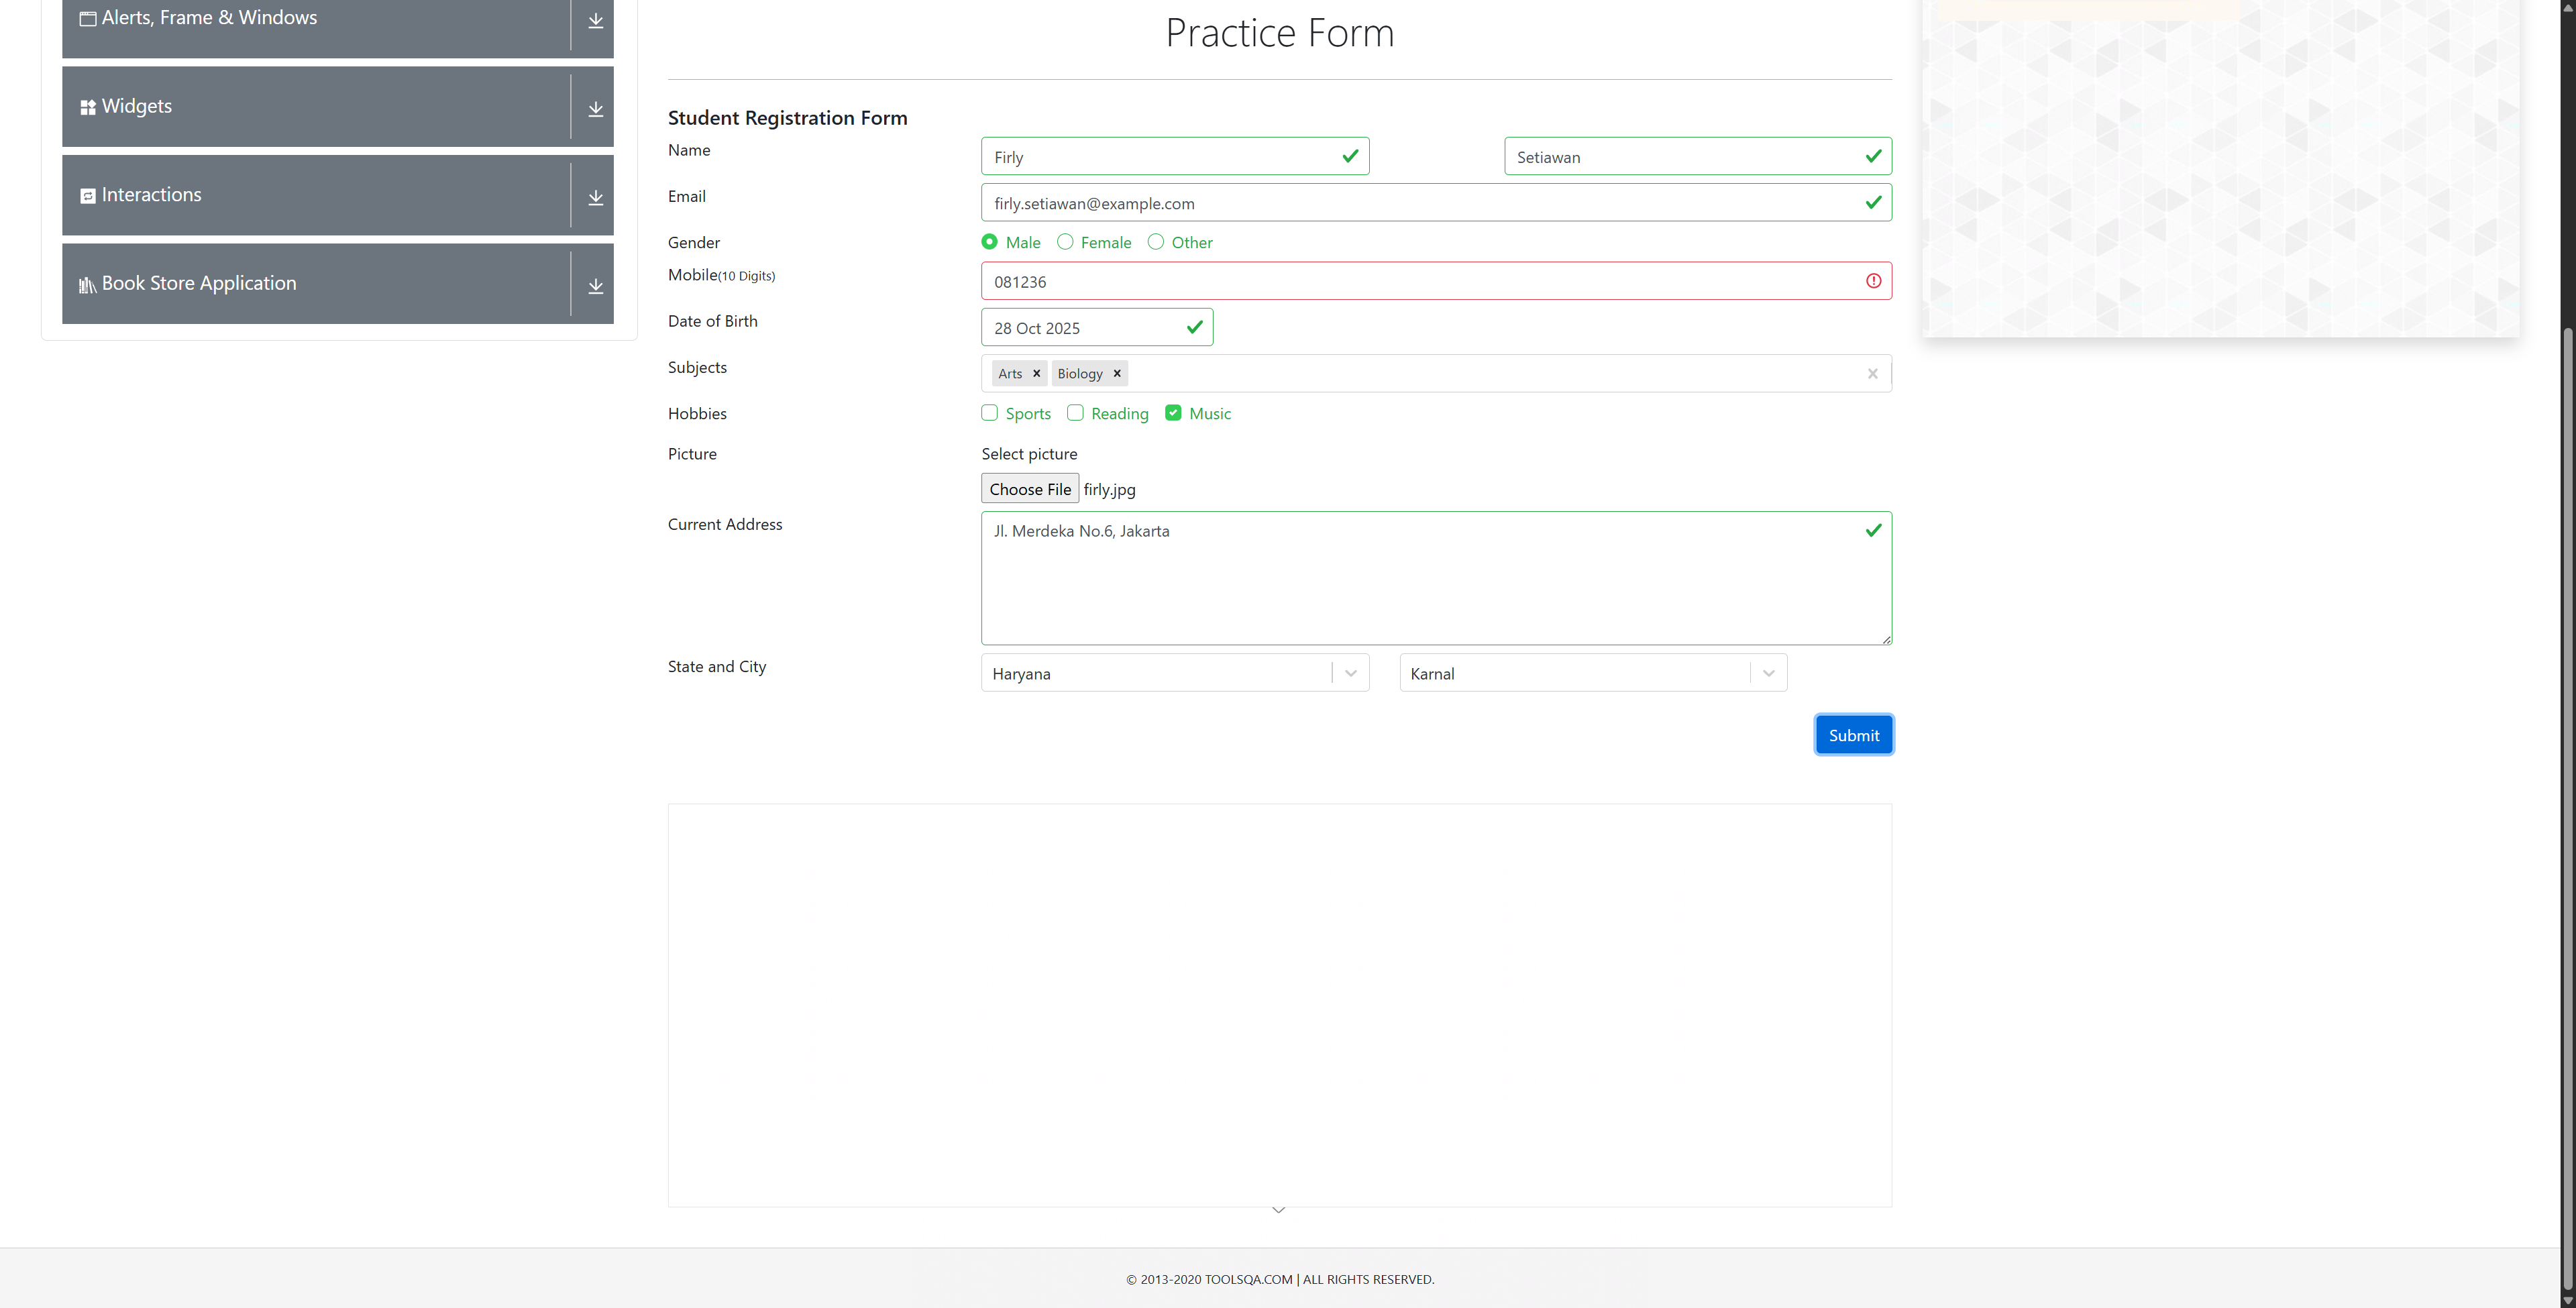 Alerts, Frame & Windows
Widgets
Interactions
Book Store Application
Practice Form
Student Registration Form
Name
Firly
Setiawan
Email
firly.setiawan@example.com
Gender
Male Female Other
Mobile(10 Digits)
081236
Date of Birth
28 Oct 2025
Subjects
Arts Biology
Hobbies
Sports Reading Music
Picture
Select picture
Choose File firly.jpg
Current Address
Jl. Merdeka No.6, Jakarta
State and City
Haryana
Karnal
Submit
© 2013-2020 TOOLSQA.COM | ALL RIGHTS RESERVED.